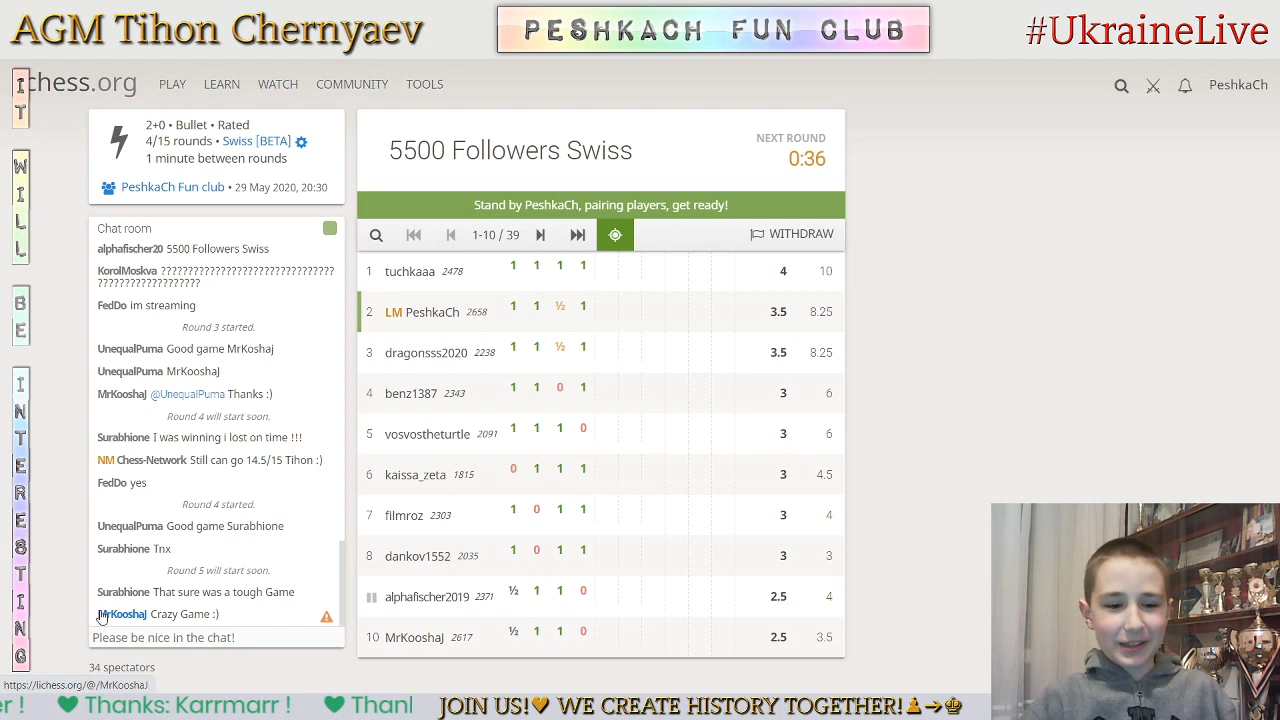 AGM Tihon Chernyaev
PESHKACH FUN CLUB
#UkraineLive
IT
WILL
BE
INTERESTING
chess.org
PLAY LEARN WATCH COMMUNITY TOOLS
PeshkaCh
2+0 • Bullet • Rated
4/15 rounds • Swiss [BETA]
1 minute between rounds
PeshkaCh Fun club • 29 May 2020, 20:30
Chat room
alphafischer20 5500 Followers Swiss
KorolMoskva ????????????????????????????????
???????????????????
FedDo im streaming
Round 3 started.
UnequalPuma Good game MrKoshaj
UnequalPuma MrKooshaJ
MrKooshaJ @UnequalPuma Thanks :)
Round 4 will start soon.
Surabhione I was winning i lost on time !!!
NM Chess-Network Still can go 14.5/15 Tihon :)
FedDo yes
Round 4 started.
UnequalPuma Good game Surabhione
Surabhione Tnx
Round 5 will start soon.
Surabhione That sure was a tough Game
MrKooshaJ Crazy Game :)
Please be nice in the chat!
34 spectators
https://lichess.org/@/MrKooshaJ
5500 Followers Swiss
NEXT ROUND
0:36
Stand by PeshkaCh, pairing players, get ready!
1-10 / 39
WITHDRAW
1 tuchkaaa 2478 1 1 1 1 4 10
2 LM PeshkaCh 2658 1 1 ½ 1 3.5 8.25
3 dragonsss2020 2238 1 1 ½ 1 3.5 8.25
4 benz1387 2343 1 1 0 1 3 6
5 vosvostheturtle 2091 1 1 1 0 3 6
6 kaissa_zeta 1815 0 1 1 1 3 4.5
7 filmroz 2303 1 0 1 1 3 4
8 dankov1552 2035 1 0 1 1 3 3
alphafischer2019 2371 ½ 1 1 0 2.5 4
10 MrKooshaJ 2617 ½ 1 1 0 2.5 3.5
er ! Thanks: Karrmarr ! Thanl
JOIN US! WE CREATE HISTORY TOGETHER!